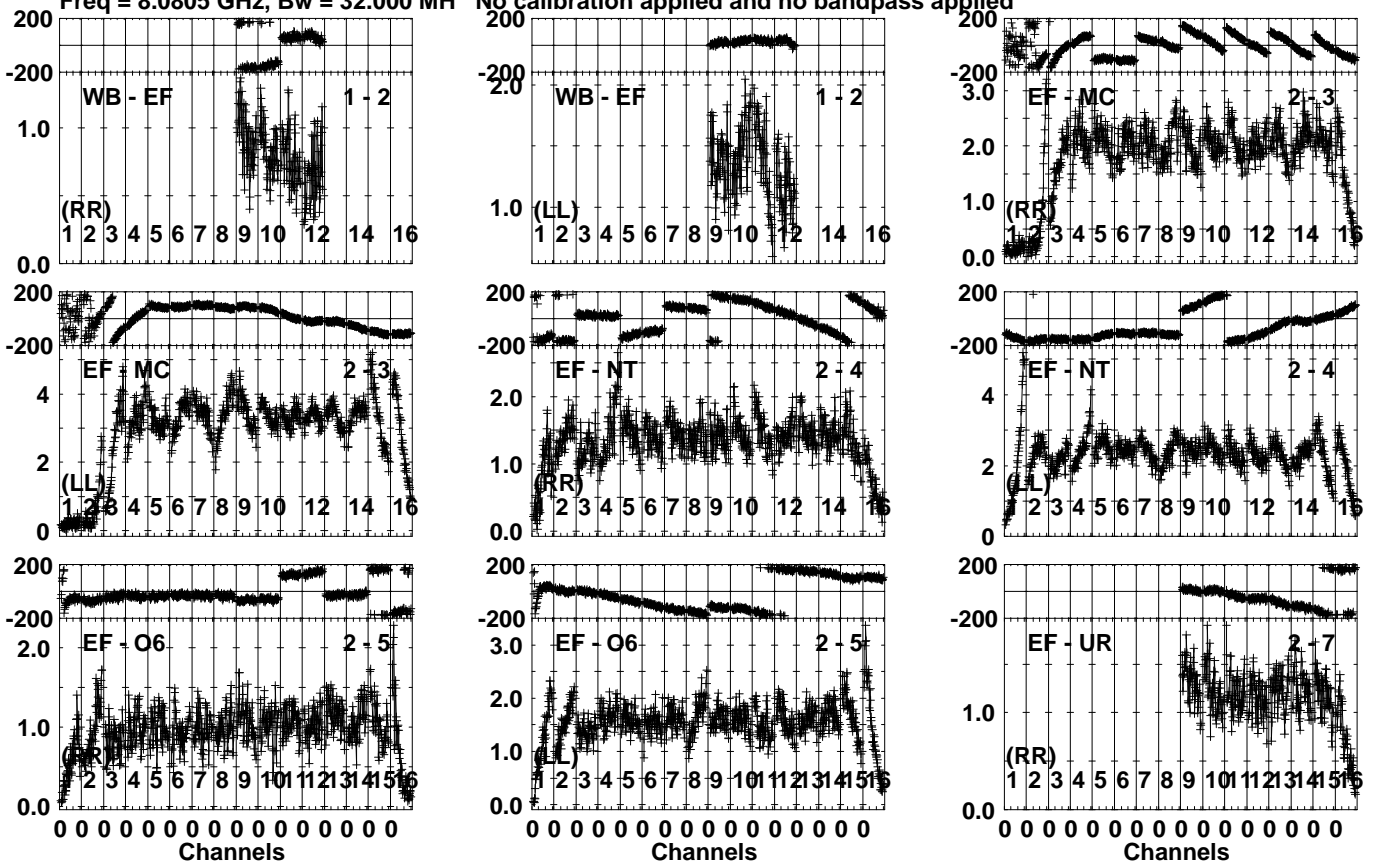 Freq = 8.0805 GHz, Bw = 32.000 MH No calibration applied and no bandpass applied
200 200 200
-200 -200 -200
WB - EF 1 - 2 2.0 WB - EF 1 - 2 3.0 EF - MC 2 - 3
1.0 2.0
1.0 1.0
(RR) (LL) (RR)
1 2 3 4 5 6 7 8 9 10 12 14 16 1 2 3 4 5 6 7 8 9 10 12 14 16 1 2 3 4 5 6 7 8 9 10 12 14 16
0.0 0.0
200 200 200
-200 -200 -200
EF - MC 2 - 3 EF - NT 2 - 4 EF - NT 2 - 4
4 2.0 4
2 1.0 2
(LL) (RR) (LL)
1 2 3 4 5 6 7 8 9 10 12 14 16 2 3 4 5 6 7 8 9 10 12 14 16 2 3 4 5 6 7 8 9 10 12 14 16
0 0.0 0
200 200 200
-200 -200 -200
EF - O6 2 - 5 EF - O6 2 - 5 EF - UR 2 - 7
2.0 3.0
1.0 2.0 1.0
1.0
(RR) (LL) (RR)
2 3 4 5 6 7 8 9 10 11 12 13 14 15 16 1 2 3 4 5 6 7 8 9 10 11 12 13 14 15 16 1 2 3 4 5 6 7 8 9 10 11 12 13 14 15 16
0.0 0.0 0.0
0 0 0 0 0 0 0 0 0 0 0 0 0 0 0 0 0 0 0 0 0 0 0 0 0 0 0 0 0 0 0 0 0 0 0 0 0 0 0 0 0 0 0 0 0 0 0 0
Channels Channels Channels